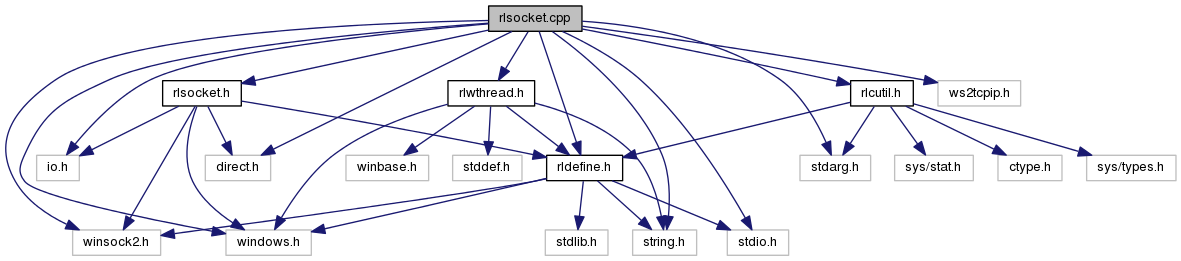 rlsocket.cpp
rlsocket.h
rlwthread.h
rlcutil.h
ws2tcpip.h
io.h
direct.h
winbase.h
stddef.h
rldefine.h
stdarg.h
sys/stat.h
ctype.h
sys/types.h
winsock2.h
windows.h
stdlib.h
string.h
stdio.h